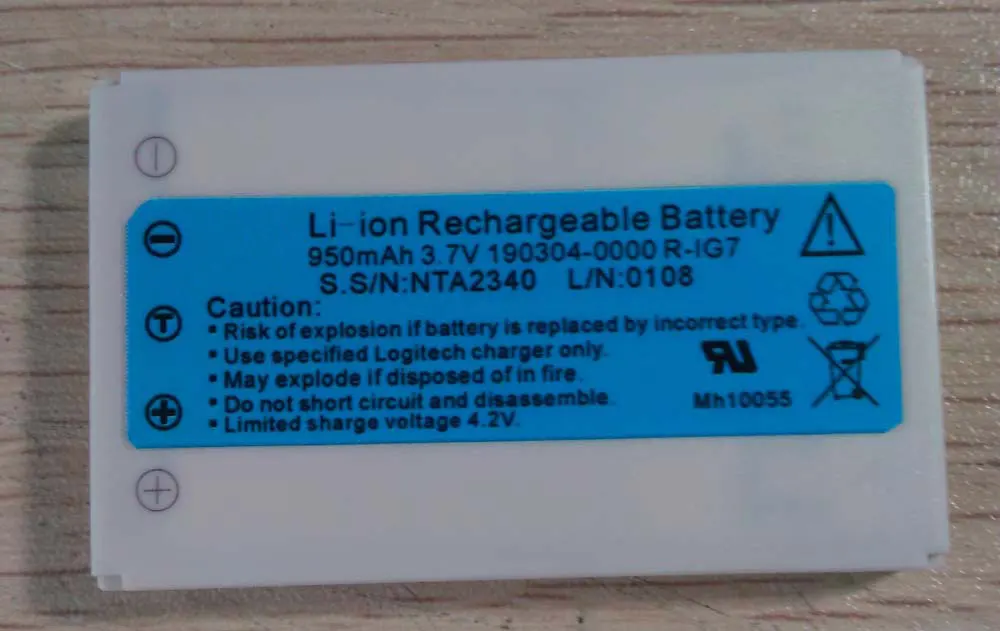 Li-ion Rechargeable Battery
950mAh 3.7V 190304-0000 R-IG7
S.S/N:NTA2340 L/N:0108
Caution:
▪ Risk of explosion if battery is replaced by incorrect type.
▪ Use specified Logitech charger only.
▪ May explode if disposed of in fire.
▪ Do not short circuit and disassemble.
▪ Limited sharge voltage 4.2V.
T
RU
Mh10055